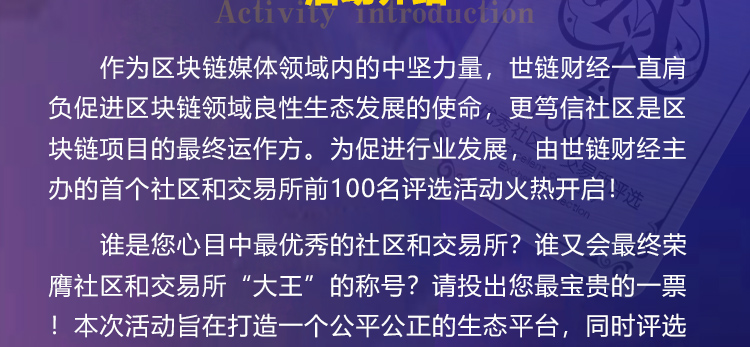 活动介绍
Activity introduction
作为区块链媒体领域内的中坚力量，世链财经一直肩
负促进区块链领域良性生态发展的使命，更笃信社区是区
块链项目的最终运作方。为促进行业发展，由世链财经主
办的首个社区和交易所前100名评选活动火热开启！
谁是您心目中最优秀的社区和交易所？谁又会最终荣
膺社区和交易所“大王”的称号？请投出您最宝贵的一票
！本次活动旨在打造一个公平公正的生态平台，同时评选